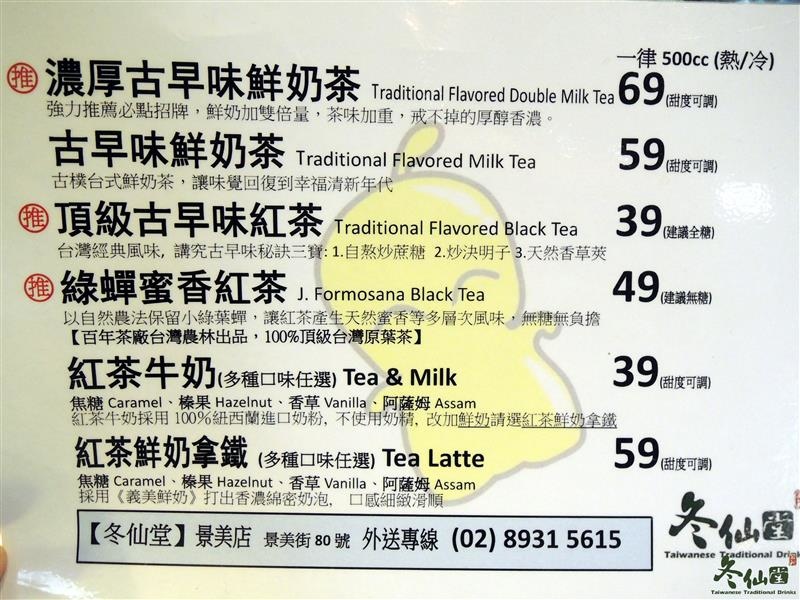 一律 500cc (熱/冷)
推 濃厚古早味鮮奶茶 Traditional Flavored Double Milk Tea 69 (甜度可調)
強力推薦必點招牌，鮮奶加雙倍量，茶味加重，戒不掉的厚醇香濃。
古早味鮮奶茶 Traditional Flavored Milk Tea 59 (甜度可調)
古樸台式鮮奶茶，讓味覺回復到幸福清新年代
推 頂級古早味紅茶 Traditional Flavored Black Tea 39 (建議全糖)
台灣經典風味, 講究古早味秘訣三寶: 1.自熬炒蔗糖 2.炒決明子 3.天然香草莢
推 綠蟬蜜香紅茶 J. Formosana Black Tea 49 (建議無糖)
以自然農法保留小綠葉蟬，讓紅茶產生天然蜜香等多層次風味，無糖無負擔
【百年茶廠台灣農林出品，100%頂級台灣原葉茶】
紅茶牛奶(多種口味任選) Tea & Milk 39 (甜度可調)
焦糖 Caramel、榛果 Hazelnut、香草 Vanilla、阿薩姆 Assam
紅茶牛奶採用 100%紐西蘭進口奶粉, 不使用奶精, 改加鮮奶請選紅茶鮮奶拿鐵
紅茶鮮奶拿鐵 (多種口味任選) Tea Latte 59 (甜度可調)
焦糖 Caramel、榛果 Hazelnut、香草 Vanilla、阿薩姆 Assam
採用《義美鮮奶》打出香濃綿密奶泡， 口感細緻滑順
【冬仙堂】景美店 景美街 80 號 外送專線 (02) 8931 5615
冬仙堂
Taiwanese Traditional Drink
冬仙堂
Taiwanese Traditional Drinks